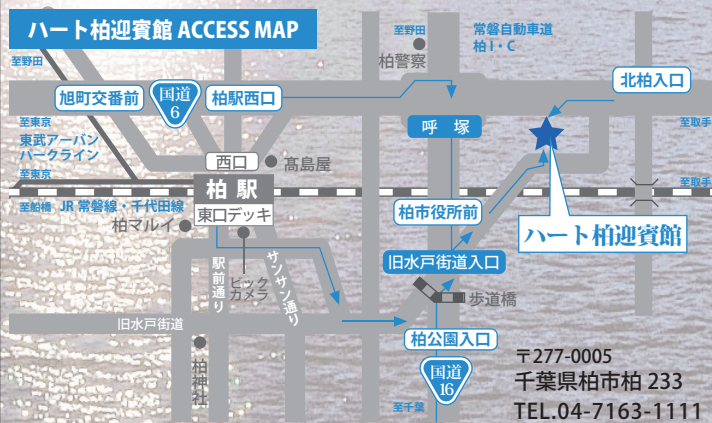 ハート柏迎賓館 ACCESS MAP
至野田
至野田
常磐自動車道
柏 I・C
柏警察
北柏入口
旭町交番前
国道
6
柏駅西口
至東京
呼塚
至取手
東武アーバン
パークライン
西口
髙島屋
至東京
柏駅
至取手
至船橋
JR 常磐線・千代田線
東口デッキ
柏市役所前
柏マルイ
ハート柏迎賓館
旧水戸街道入口
駅前通り
ビック
カメラ
サンサン通り
歩道橋
旧水戸街道
柏公園入口
柏神社
国道
16
至千葉
〒277-0005
千葉県柏市柏 233
TEL.04-7163-1111